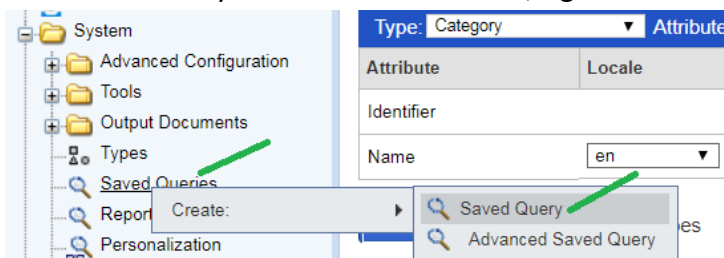 System
Type: Category Attribute
Advanced Configuration
Attribute Locale
Tools
Output Documents
Identifier
Types
Name en
Saved Queries
Create:
Saved Query
Report
Advanced Saved Query
Personalization